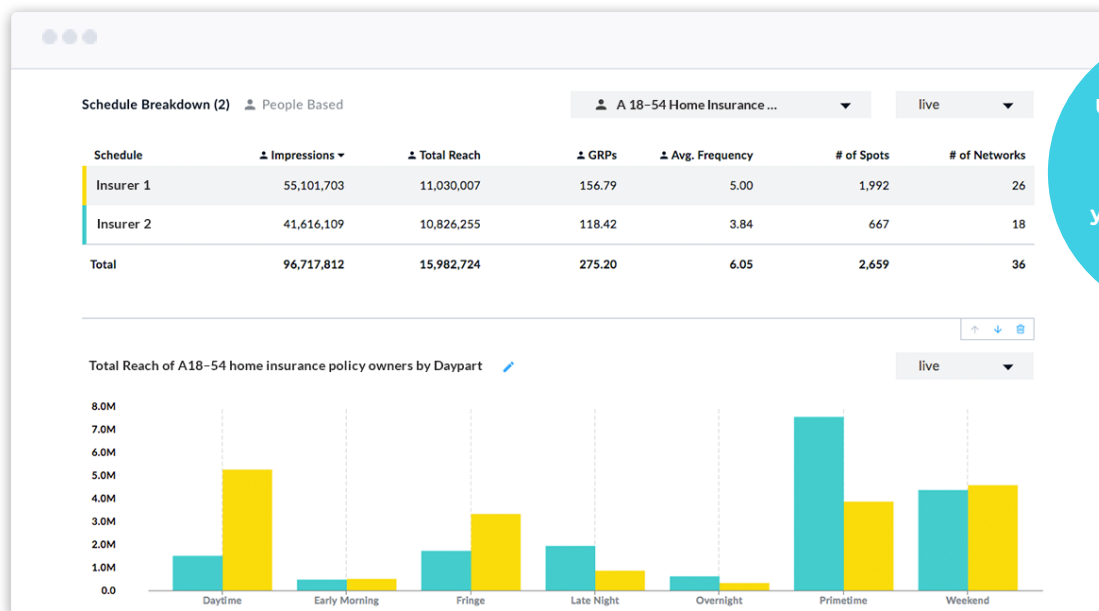 Schedule Breakdown (2) People Based
A 18–54 Home Insurance ...
live
Schedule Impressions Total Reach GRPs Avg. Frequency # of Spots # of Networks
Insurer 1 55,101,703 11,030,007 156.79 5.00 1,992 26
Insurer 2 41,616,109 10,826,255 118.42 3.84 667 18
Total 96,717,812 15,982,724 275.20 6.05 2,659 36
Total Reach of A18–54 home insurance policy owners by Daypart
live
8.0M
7.0M
6.0M
5.0M
4.0M
3.0M
2.0M
1.0M
0.0
Daytime Early Morning Fringe Late Night Overnight Primetime Weekend